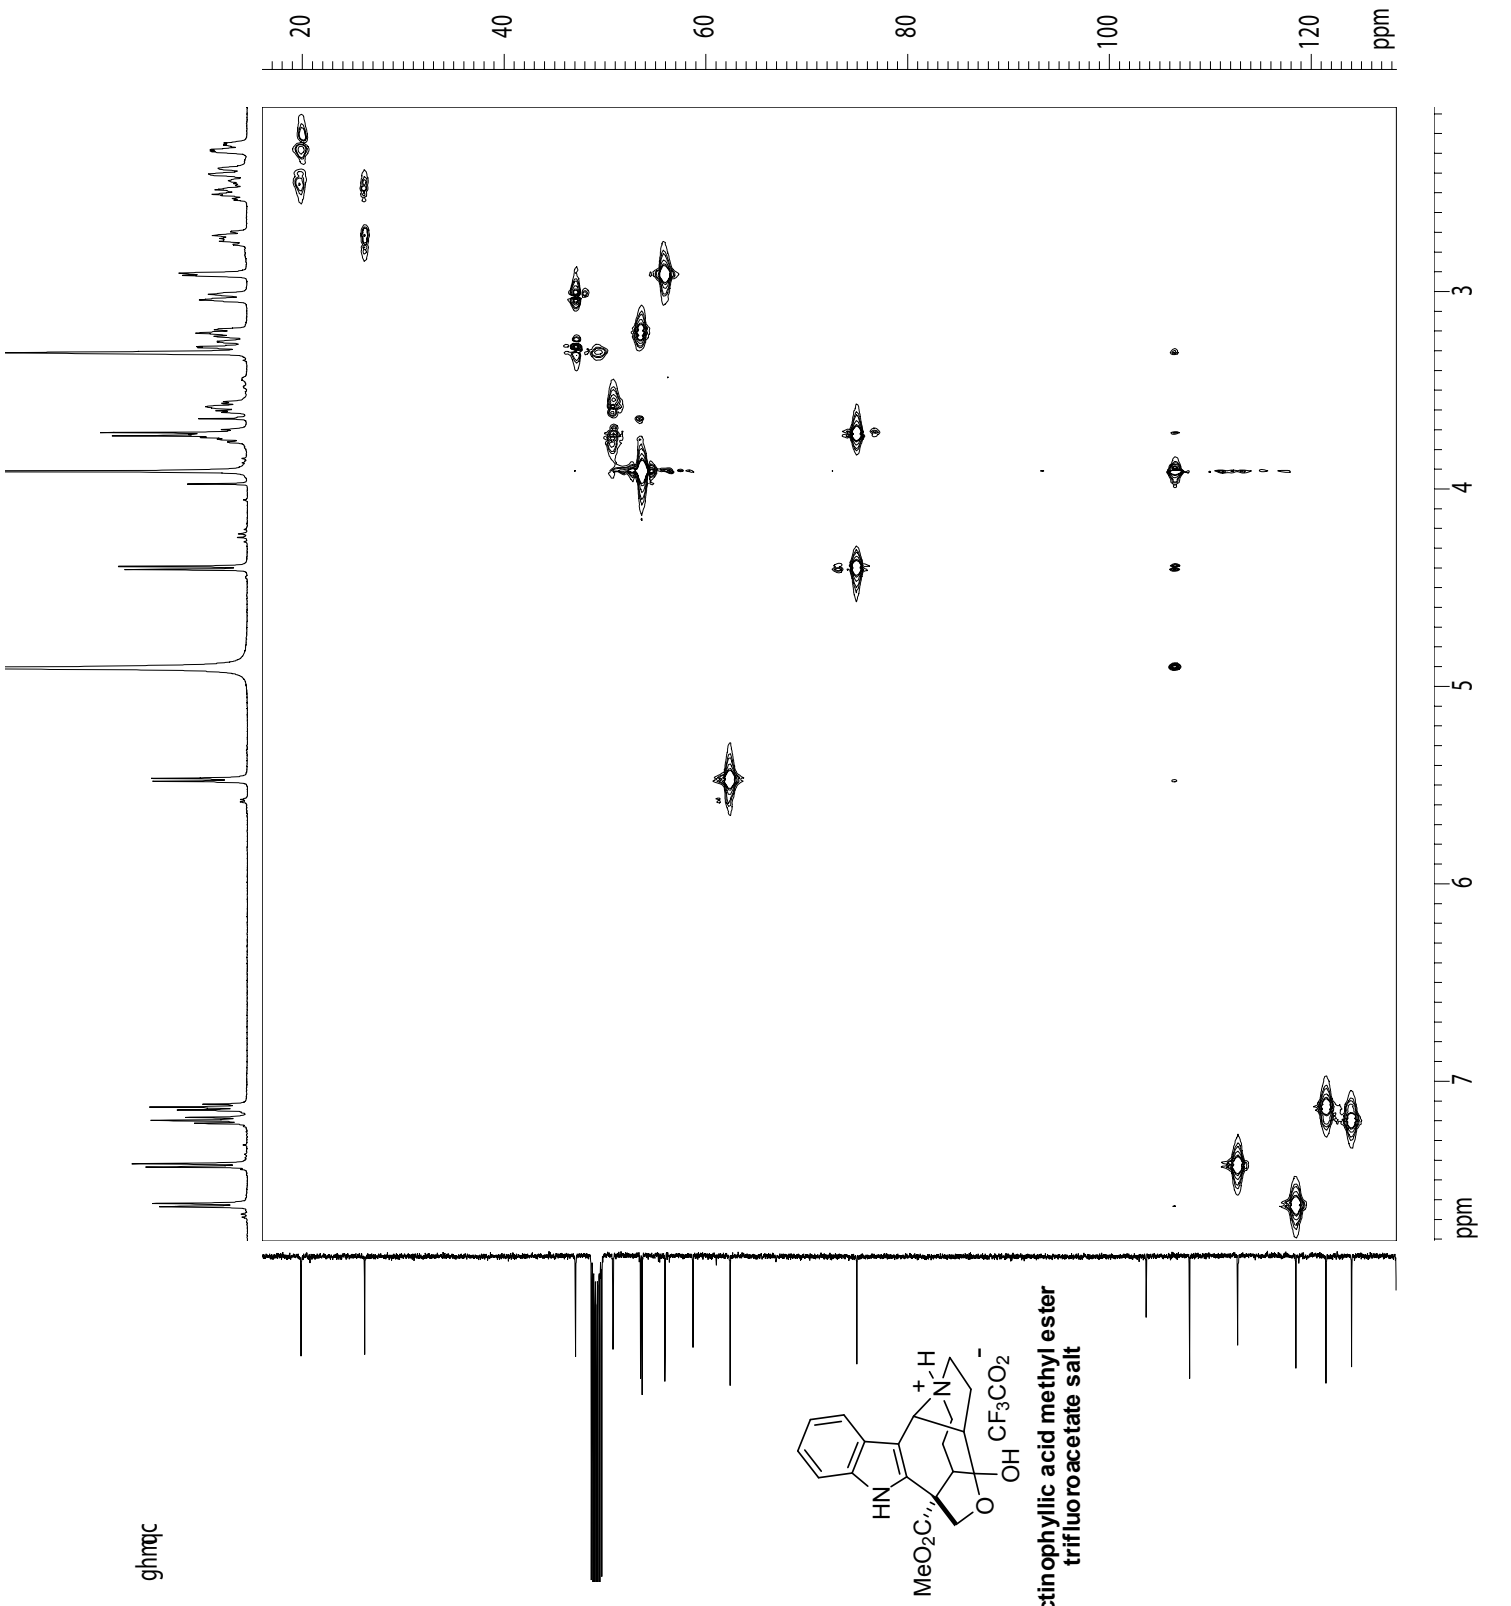 20 40 60 80 100 120 ppm
3
4
5
6
7
ppm
ghmqc
HN
MeO2C
N
+
H
O
OH
CF3CO2
-
ctinophyllic acid methyl ester
trifluoroacetate salt